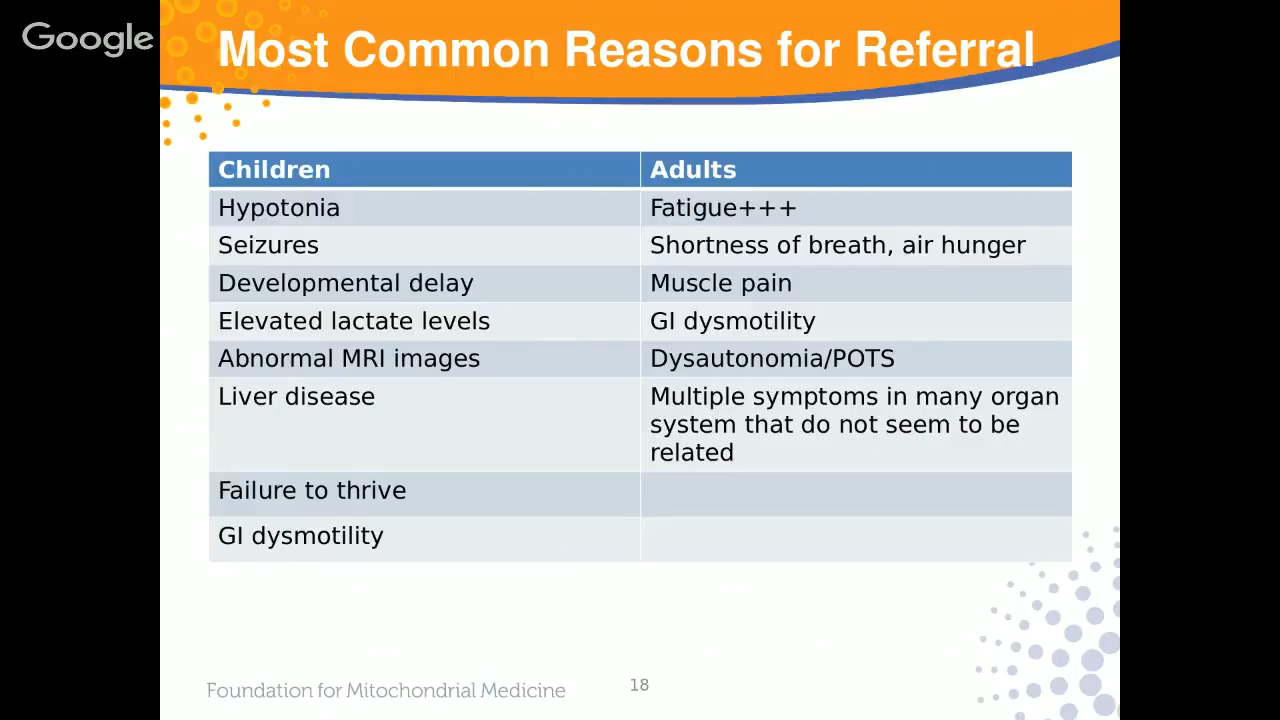 Google
Most Common Reasons for Referral
Children Adults
Hypotonia Fatigue+++
Seizures Shortness of breath, air hunger
Developmental delay Muscle pain
Elevated lactate levels GI dysmotility
Abnormal MRI images Dysautonomia/POTS
Liver disease Multiple symptoms in many organ
system that do not seem to be
related
Failure to thrive
GI dysmotility
Foundation for Mitochondrial Medicine 18